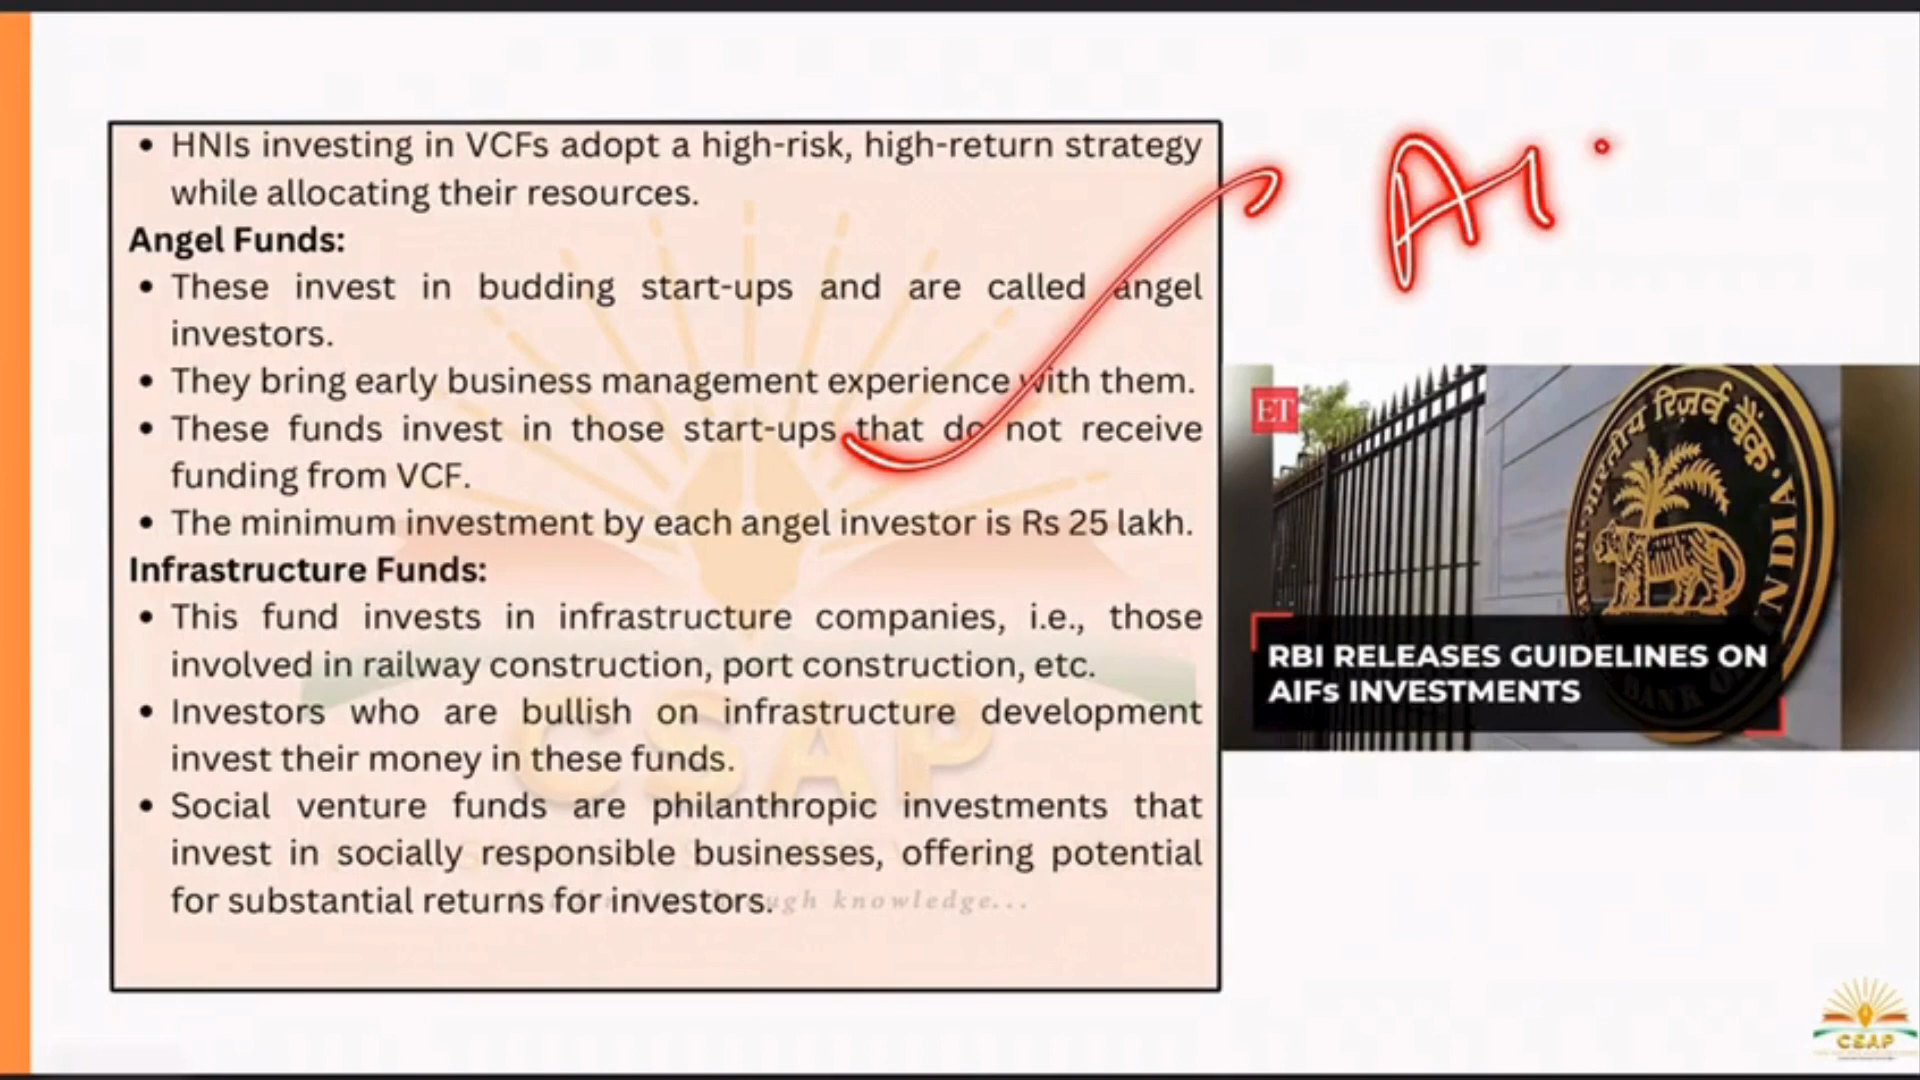 • HNIs investing in VCFs adopt a high-risk, high-return strategy
while allocating their resources.
Angel Funds:
• These invest in budding start-ups and are called angel
investors.
• They bring early business management experience with them.
• These funds invest in those start-ups that do not receive
funding from VCF.
• The minimum investment by each angel investor is Rs 25 lakh.
Infrastructure Funds:
• This fund invests in infrastructure companies, i.e., those
involved in railway construction, port construction, etc.
• Investors who are bullish on infrastructure development
invest their money in these funds.
• Social venture funds are philanthropic investments that
invest in socially responsible businesses, offering potential
for substantial returns for investors.
CSAP
ugh knowledge...
ET
भारतीय रिज़र्व बैंक
INDIA
RBI RELEASES GUIDELINES ON
AIFs INVESTMENTS
CSAP